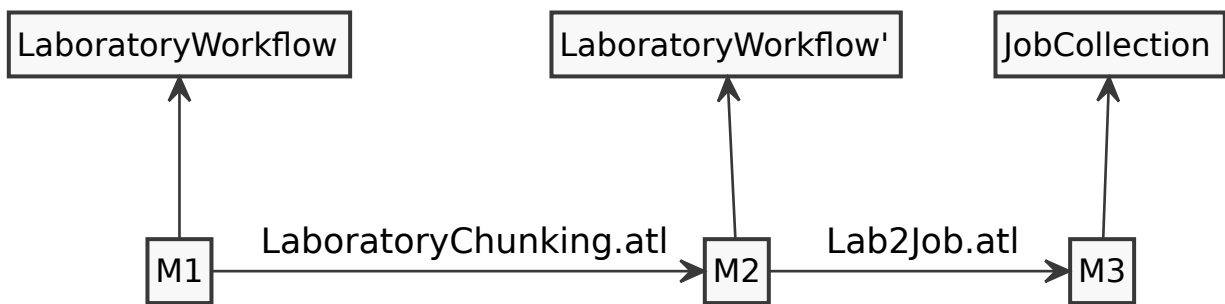 LaboratoryWorkflow
LaboratoryWorkflow'
JobCollection
LaboratoryChunking.atl
Lab2Job.atl
M1
M2
M3